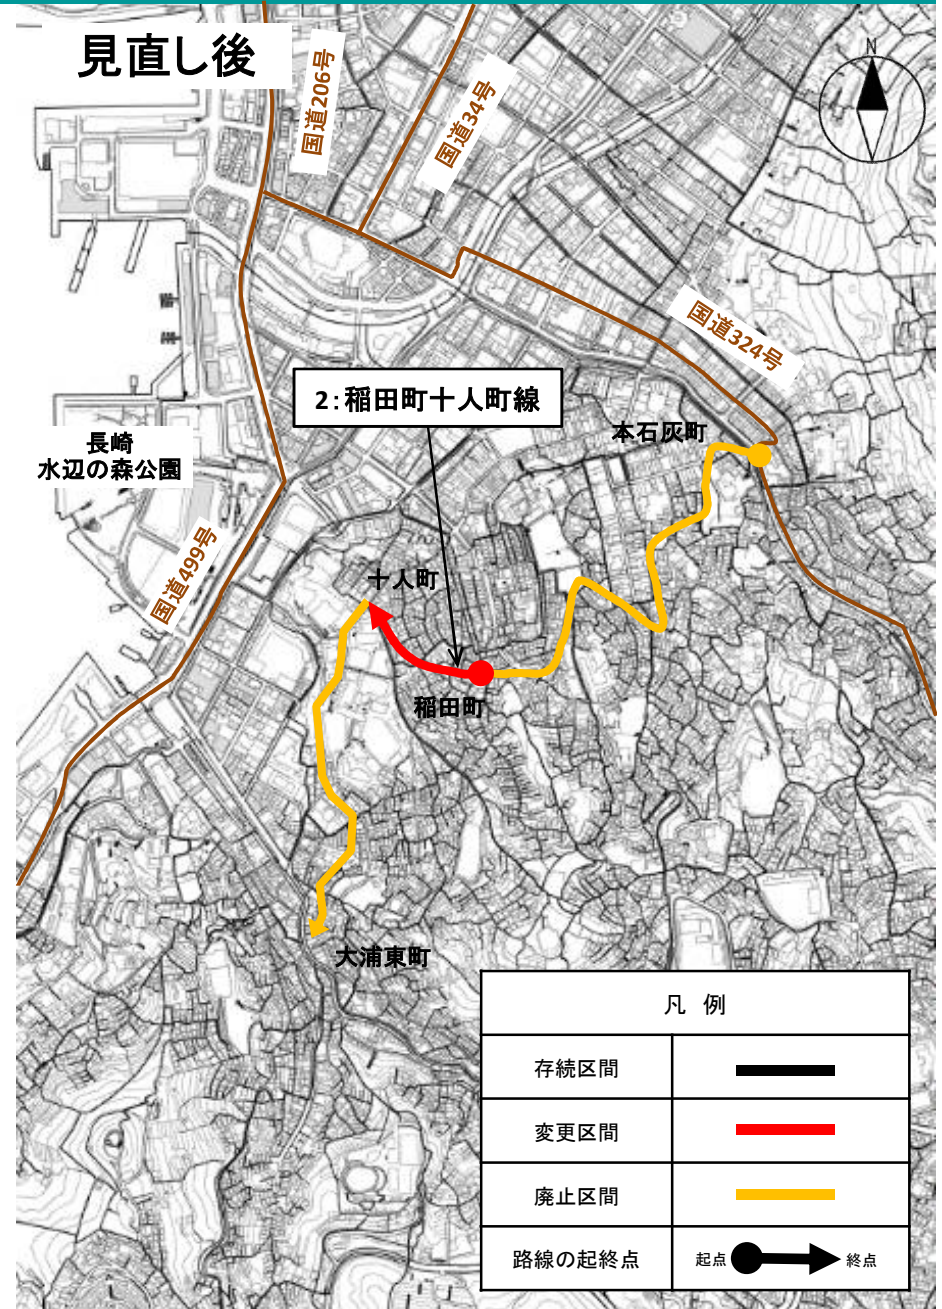 見直し後
国道206号
国道34号
N
国道324号
2:稲田町十人町線
本石灰町
長崎
水辺の森公園
国道499号
十人町
稲田町
大浦東町
凡 例
存続区間
変更区間
廃止区間
路線の起終点
起点
終点